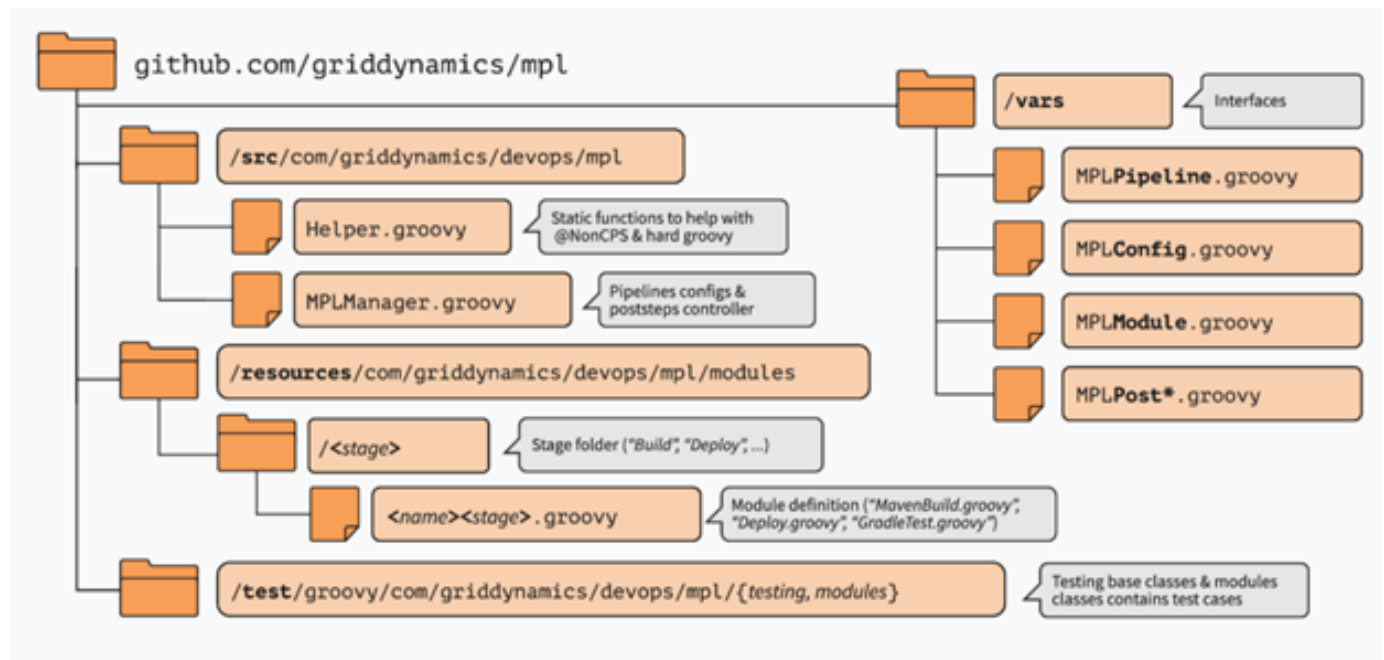 github.com/griddynamics/mpl
/vars
Interfaces
/src/com/griddynamics/devops/mpl
MPLPipeline.groovy
Helper.groovy
Static functions to help with
@NonCPS & hard groovy
MPLConfig.groovy
MPLManager.groovy
Pipelines configs &
poststeps controller
MPLModule.groovy
/resources/com/griddynamics/devops/mpl/modules
MPLPost*.groovy
/<stage>
Stage folder (“Build”, “Deploy”, ...)
<name><stage>.groovy
Module definition (“MavenBuild.groovy”,
“Deploy.groovy”, “GradleTest.groovy”)
/test/groovy/com/griddynamics/devops/mpl/{testing, modules}
Testing base classes & modules
classes contains test cases